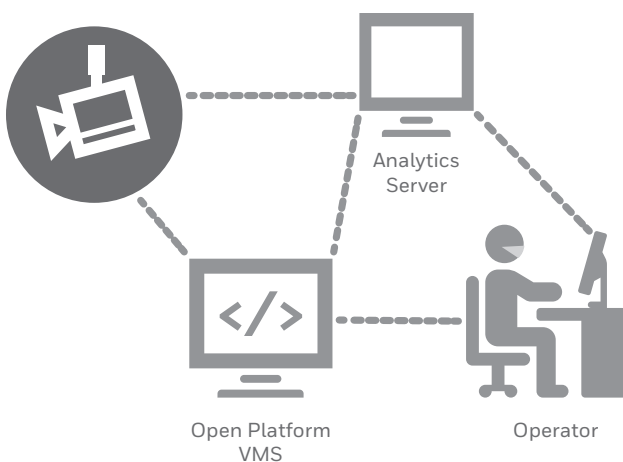 Analytics
Server
</>
Open Platform
VMS
Operator